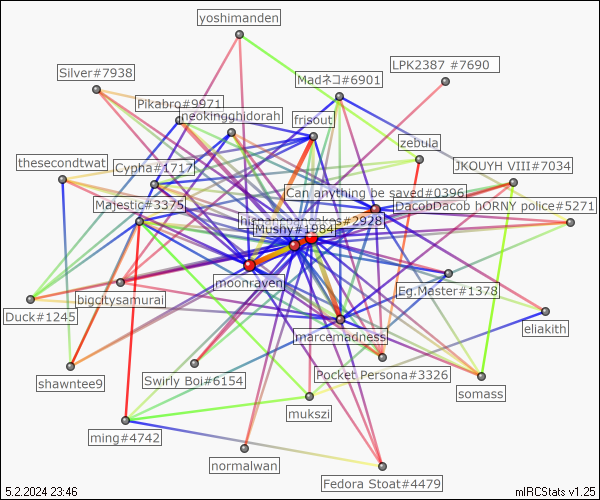 yoshimanden
Silver#7938
LPK2387 #7690
Madネコ#6901
Pikabro#9971
neokingghidorah
frisout
zebula
thesecondtwat
Cypha#1717
JKOUYH VIII#7034
Can anything be saved#0396
Majestic#3375
DacobDacob hORNY police#5271
hispanicpancakes#2928
Mushy#1984
moonraven
Eg.Master#1378
bigcitysamurai
Duck#1245
eliakith
marcemadness
Pocket Persona#3326
Swirly Boi#6154
shawntee9
somass
mukszi
ming#4742
normalwan
Fedora Stoat#4479
5.2.2024 23:46
mIRCStats v1.25